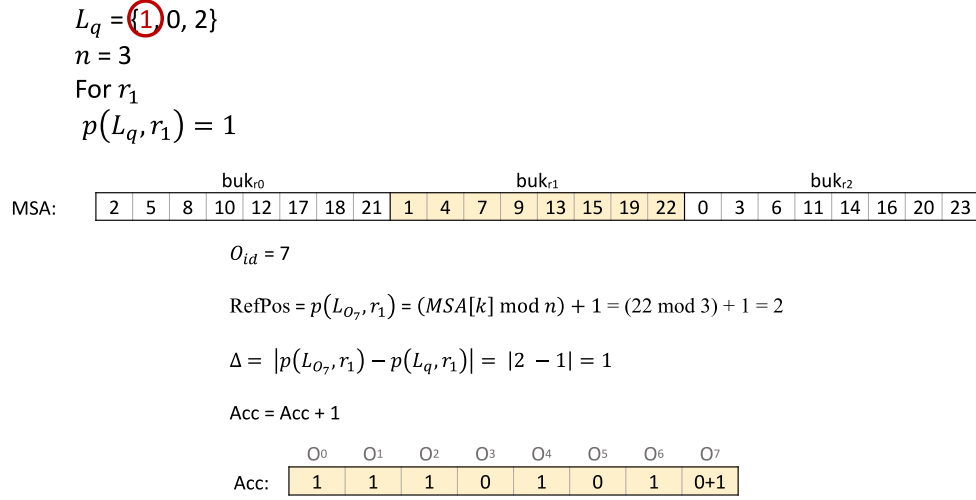 L_q = {1, 0, 2}
n = 3
For r_1
p(L_q, r_1) = 1
buk_r0 buk_r1 buk_r2
MSA: 2 5 8 10 12 17 18 21 1 4 7 9 13 15 19 22 0 3 6 11 14 16 20 23
O_id = 7
RefPos = p(L_{O_7}, r_1) = (MSA[k] mod n) + 1 = (22 mod 3) + 1 = 2
Δ = |p(L_{O_7}, r_1) − p(L_q, r_1)| = |2 − 1| = 1
Acc = Acc + 1
O0 O1 O2 O3 O4 O5 O6 O7
Acc: 1 1 1 0 1 0 1 0+1